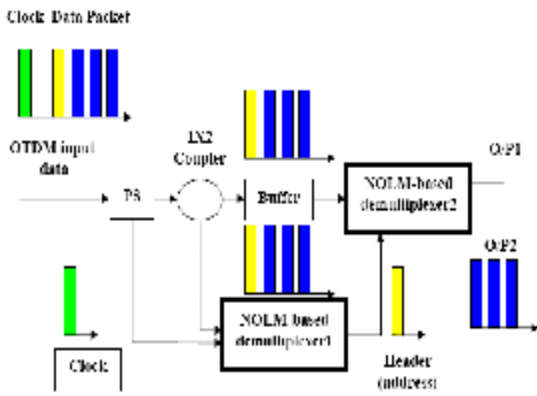 Clock Data Packet
OTDM input
data
1X2
Coupler
PS
Buffer
NOLM-based
demultiplexer2
O/P1
O/P2
NOLM-based
demultiplexer1
Clock
Header
(address)